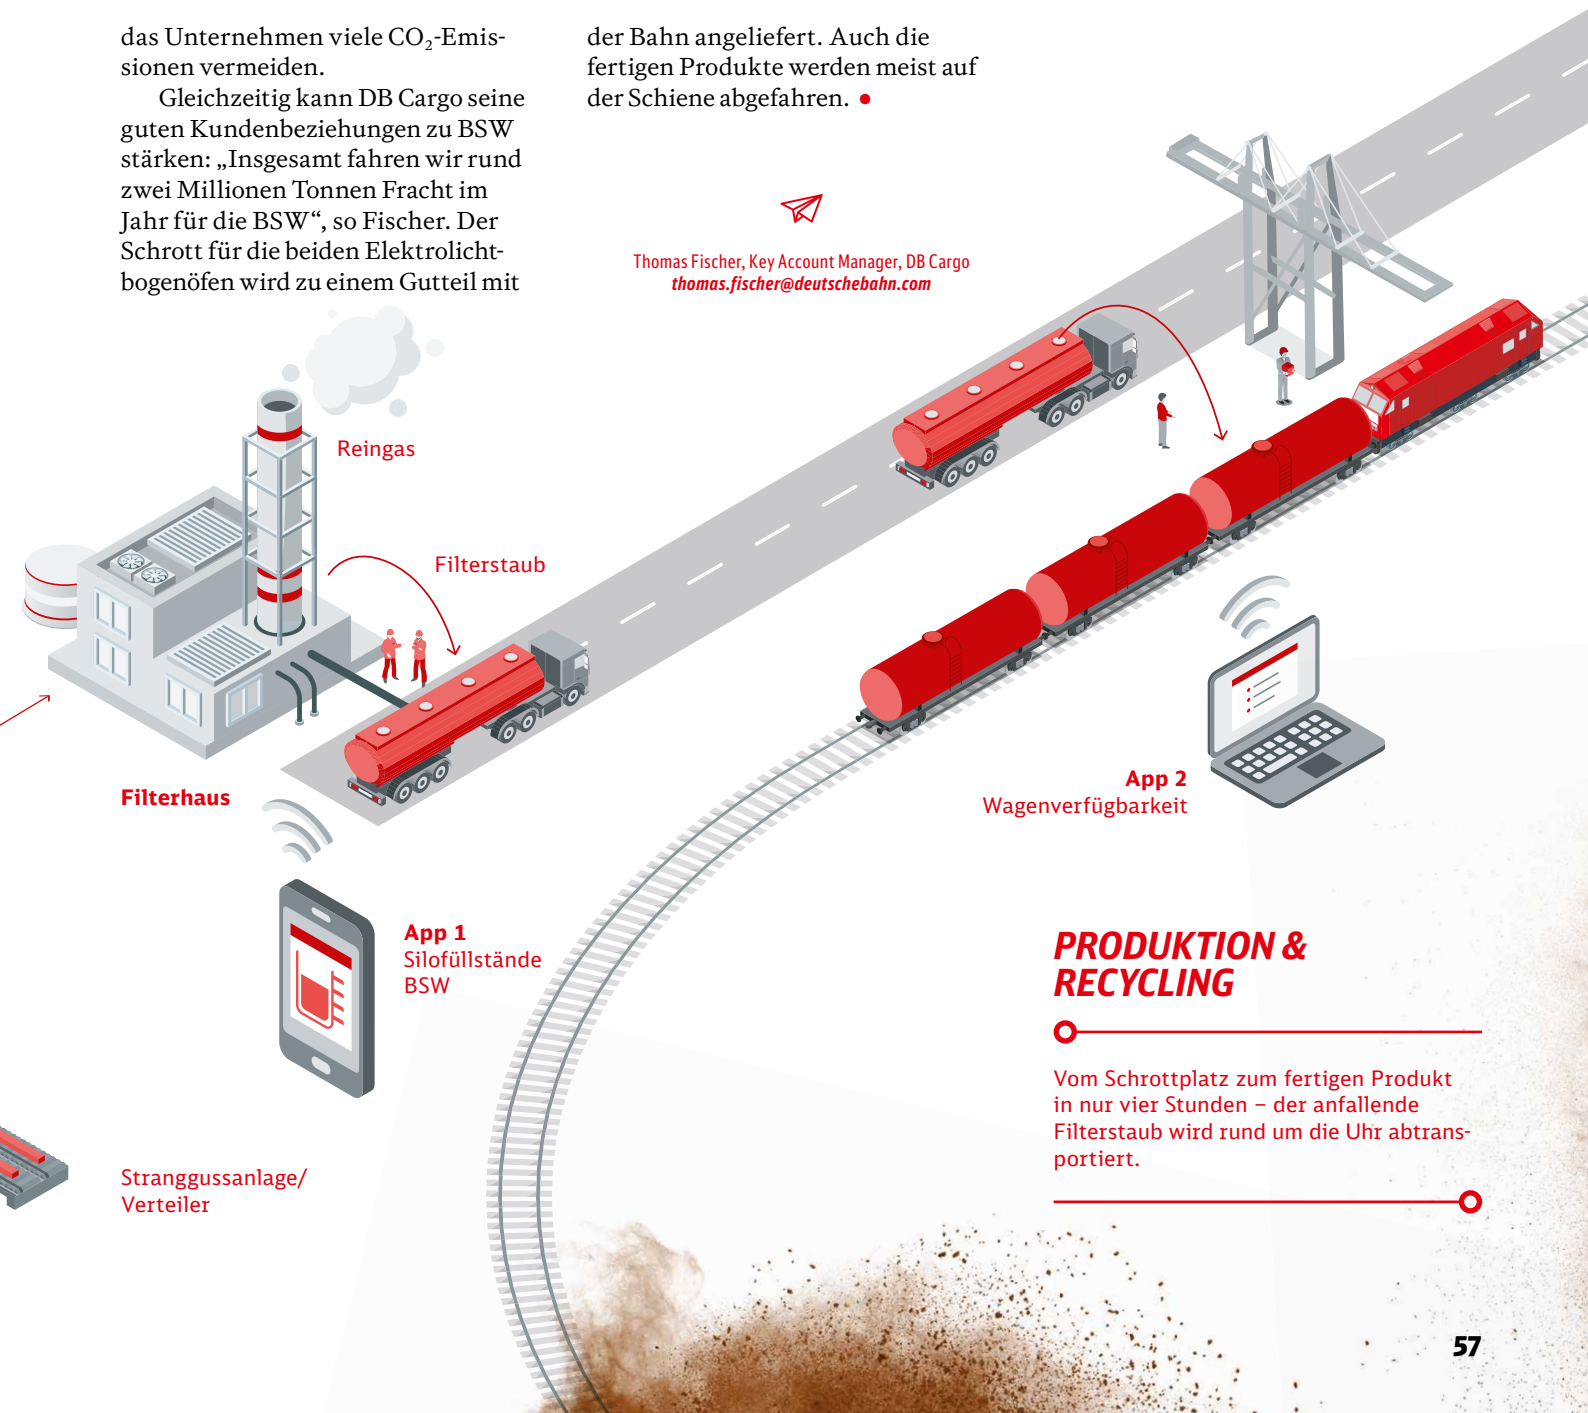 das Unternehmen viele CO₂-Emis-
sionen vermeiden.
Gleichzeitig kann DB Cargo seine
guten Kundenbeziehungen zu BSW
stärken: „Insgesamt fahren wir rund
zwei Millionen Tonnen Fracht im
Jahr für die BSW“, so Fischer. Der
Schrott für die beiden Elektrolicht-
bogenöfen wird zu einem Gutteil mit
der Bahn angeliefert. Auch die
fertigen Produkte werden meist auf
der Schiene abgefahren. ●
Thomas Fischer, Key Account Manager, DB Cargo
thomas.fischer@deutschebahn.com
Reingas
Filterstaub
Filterhaus
App 1
Silofüllstände
BSW
App 2
Wagenverfügbarkeit
Stranggussanlage/
Verteiler
PRODUKTION &
RECYCLING
Vom Schrottplatz zum fertigen Produkt
in nur vier Stunden – der anfallende
Filterstaub wird rund um die Uhr abtrans-
portiert.
57